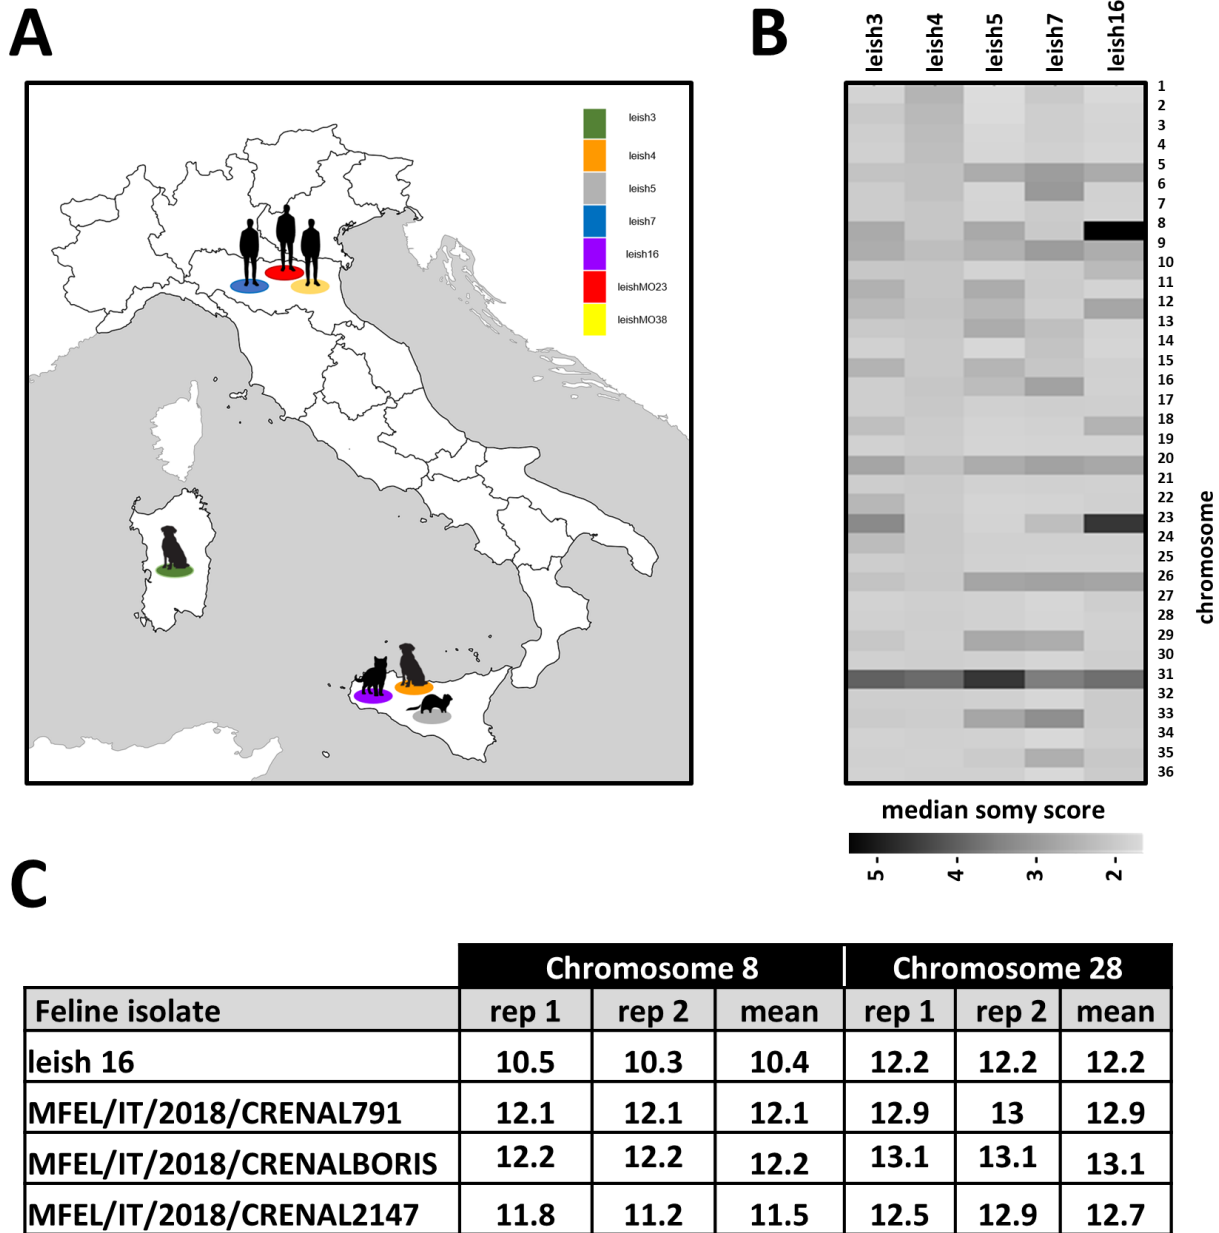 A
leish3
leish4
leish5
leish7
leish16
leishMO23
leishMO38
B
leish3
leish4
leish5
leish7
leish16
1
2
3
4
5
6
7
8
9
10
11
12
13
14
15
16
17
18
19
20
21
22
23
24
25
26
27
28
29
30
31
32
33
34
35
36
chromosome
median somy score
5-
4-
3-
2-
C
Chromosome 8 Chromosome 28
Feline isolate rep 1 rep 2 mean rep 1 rep 2 mean
leish 16 10.5 10.3 10.4 12.2 12.2 12.2
MFEL/IT/2018/CRENAL791 12.1 12.1 12.1 12.9 13 12.9
MFEL/IT/2018/CRENALBORIS 12.2 12.2 12.2 13.1 13.1 13.1
MFEL/IT/2018/CRENAL2147 11.8 11.2 11.5 12.5 12.9 12.7